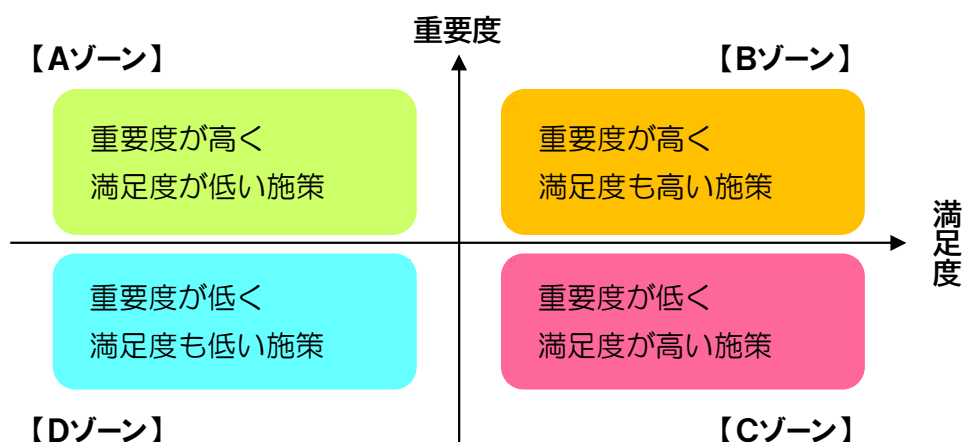 重要度
【Aゾーン】
【Bゾーン】
重要度が高く
満足度が低い施策
重要度が高く
満足度も高い施策
満足度
重要度が低く
満足度も低い施策
重要度が低く
満足度が高い施策
【Dゾーン】
【Cゾーン】